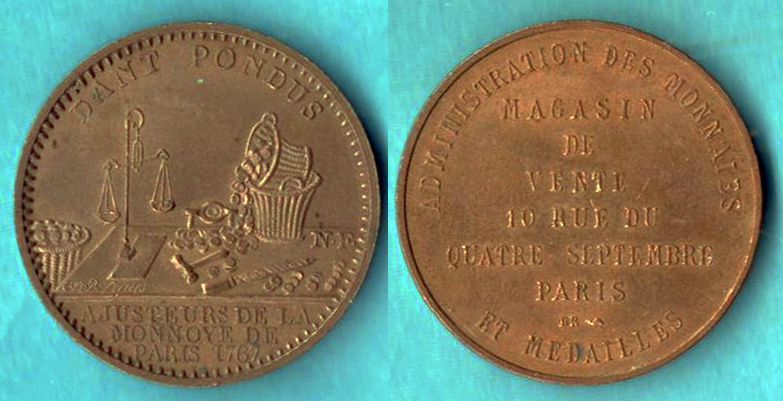 DANT PONDUS
N. F.
AJUSTEURS DE LA
MONNOYE DE
PARIS 1767
ADMINISTRATION DES MONNAIES
MAGASIN
DE
VENTE
10 RUE DU
QUATRE SEPTEMBRE
PARIS
BR
ET MEDAILLES